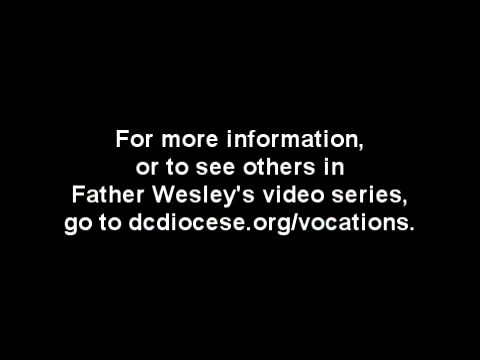 For more information,
or to see others in
Father Wesley's video series,
go to dcdiocese.org/vocations.